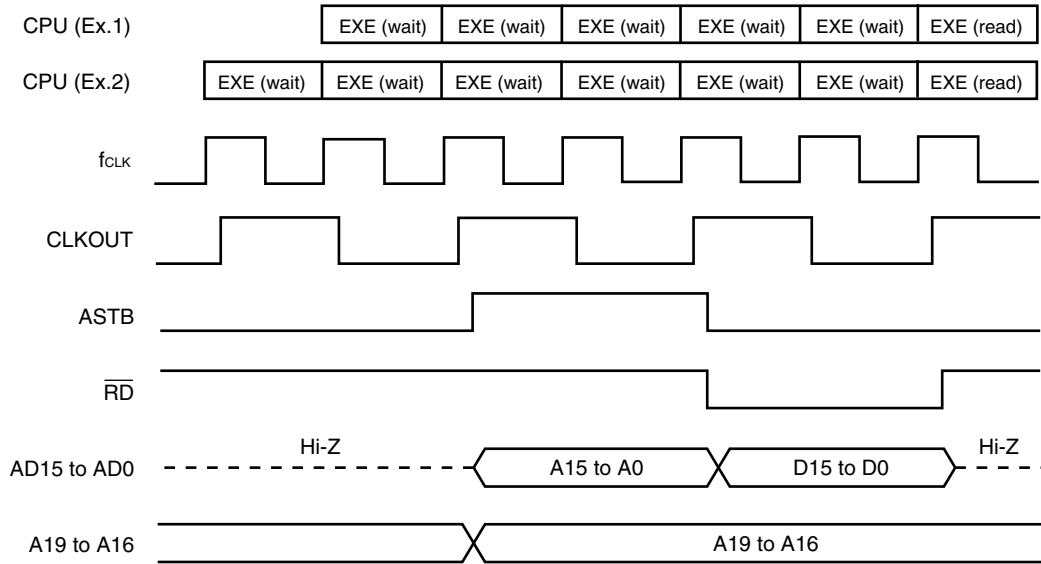 CPU (Ex.1) EXE (wait) EXE (wait) EXE (wait) EXE (wait) EXE (wait) EXE (read)
CPU (Ex.2) EXE (wait) EXE (wait) EXE (wait) EXE (wait) EXE (wait) EXE (wait) EXE (read)
fCLK
CLKOUT
ASTB
RD
Hi-Z Hi-Z
AD15 to AD0 A15 to A0 D15 to D0
A19 to A16 A19 to A16